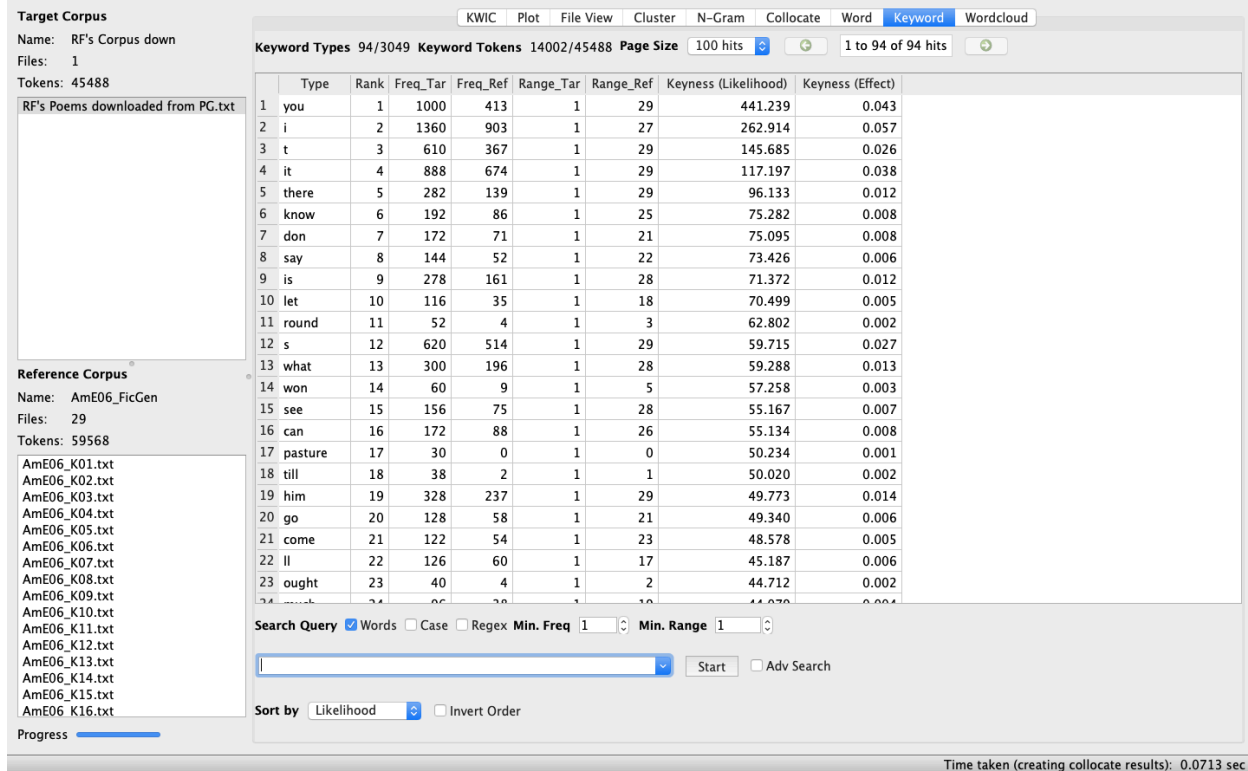 Target Corpus
Name: RF's Corpus down
Files: 1
Tokens: 45488
RF's Poems downloaded from PG.txt
Reference Corpus
Name: AmE06_FicGen
Files: 29
Tokens: 59568
AmE06_K01.txt
AmE06_K02.txt
AmE06_K03.txt
AmE06_K04.txt
AmE06_K05.txt
AmE06_K06.txt
AmE06_K07.txt
AmE06_K08.txt
AmE06_K09.txt
AmE06_K10.txt
AmE06_K11.txt
AmE06_K12.txt
AmE06_K13.txt
AmE06_K14.txt
AmE06_K15.txt
AmE06_K16.txt
Progress
KWIC Plot File View Cluster N-Gram Collocate Word Keyword Wordcloud
Keyword Types 94/3049 Keyword Tokens 14002/45488 Page Size 100 hits 1 to 94 of 94 hits
Type Rank Freq_Tar Freq_Ref Range_Tar Range_Ref Keyness (Likelihood) Keyness (Effect)
1 you 1 1000 413 1 29 441.239 0.043
2 i 2 1360 903 1 27 262.914 0.057
3 t 3 610 367 1 29 145.685 0.026
4 it 4 888 674 1 29 117.197 0.038
5 there 5 282 139 1 29 96.133 0.012
6 know 6 192 86 1 25 75.282 0.008
7 don 7 172 71 1 21 75.095 0.008
8 say 8 144 52 1 22 73.426 0.006
9 is 9 278 161 1 28 71.372 0.012
10 let 10 116 35 1 18 70.499 0.005
11 round 11 52 4 1 3 62.802 0.002
12 s 12 620 514 1 29 59.715 0.027
13 what 13 300 196 1 28 59.288 0.013
14 won 14 60 9 1 5 57.258 0.003
15 see 15 156 75 1 28 55.167 0.007
16 can 16 172 88 1 26 55.134 0.008
17 pasture 17 30 0 1 0 50.234 0.001
18 till 18 38 2 1 1 50.020 0.002
19 him 19 328 237 1 29 49.773 0.014
20 go 20 128 58 1 21 49.340 0.006
21 come 21 122 54 1 23 48.578 0.005
22 ll 22 126 60 1 17 45.187 0.006
23 ought 23 40 4 1 2 44.712 0.002
Search Query Words Case Regex Min. Freq 1 Min. Range 1
Start Adv Search
Sort by Likelihood Invert Order
Time taken (creating collocate results): 0.0713 sec